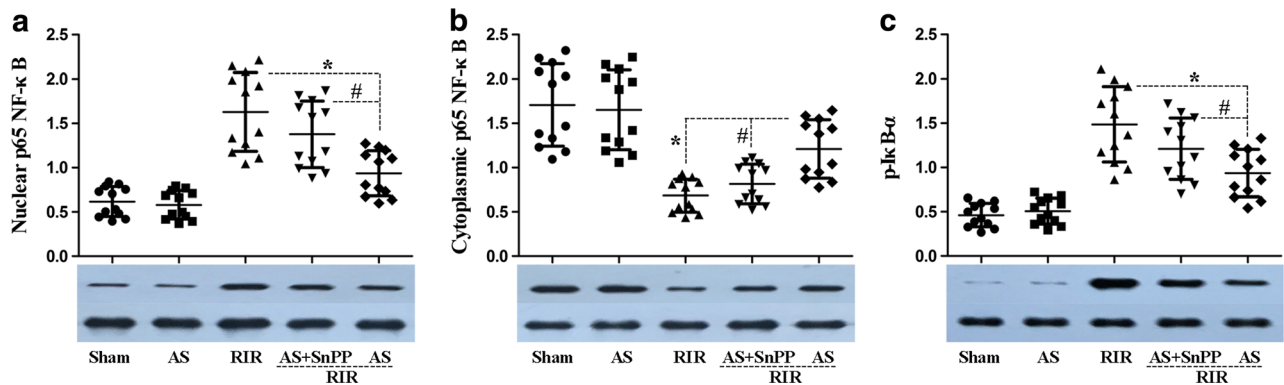 a
Nuclear p65 NF-κ B
2.5
2.0
1.5
1.0
0.5
0.0
*
#
Sham AS RIR AS+SnPP AS
RIR
b
Cytoplasmic p65 NF-κ B
2.5
2.0
1.5
1.0
0.5
0.0
*
#
Sham AS RIR AS+SnPP AS
RIR
c
p-Iκ B-α
2.5
2.0
1.5
1.0
0.5
0.0
*
#
Sham AS RIR AS+SnPP AS
RIR